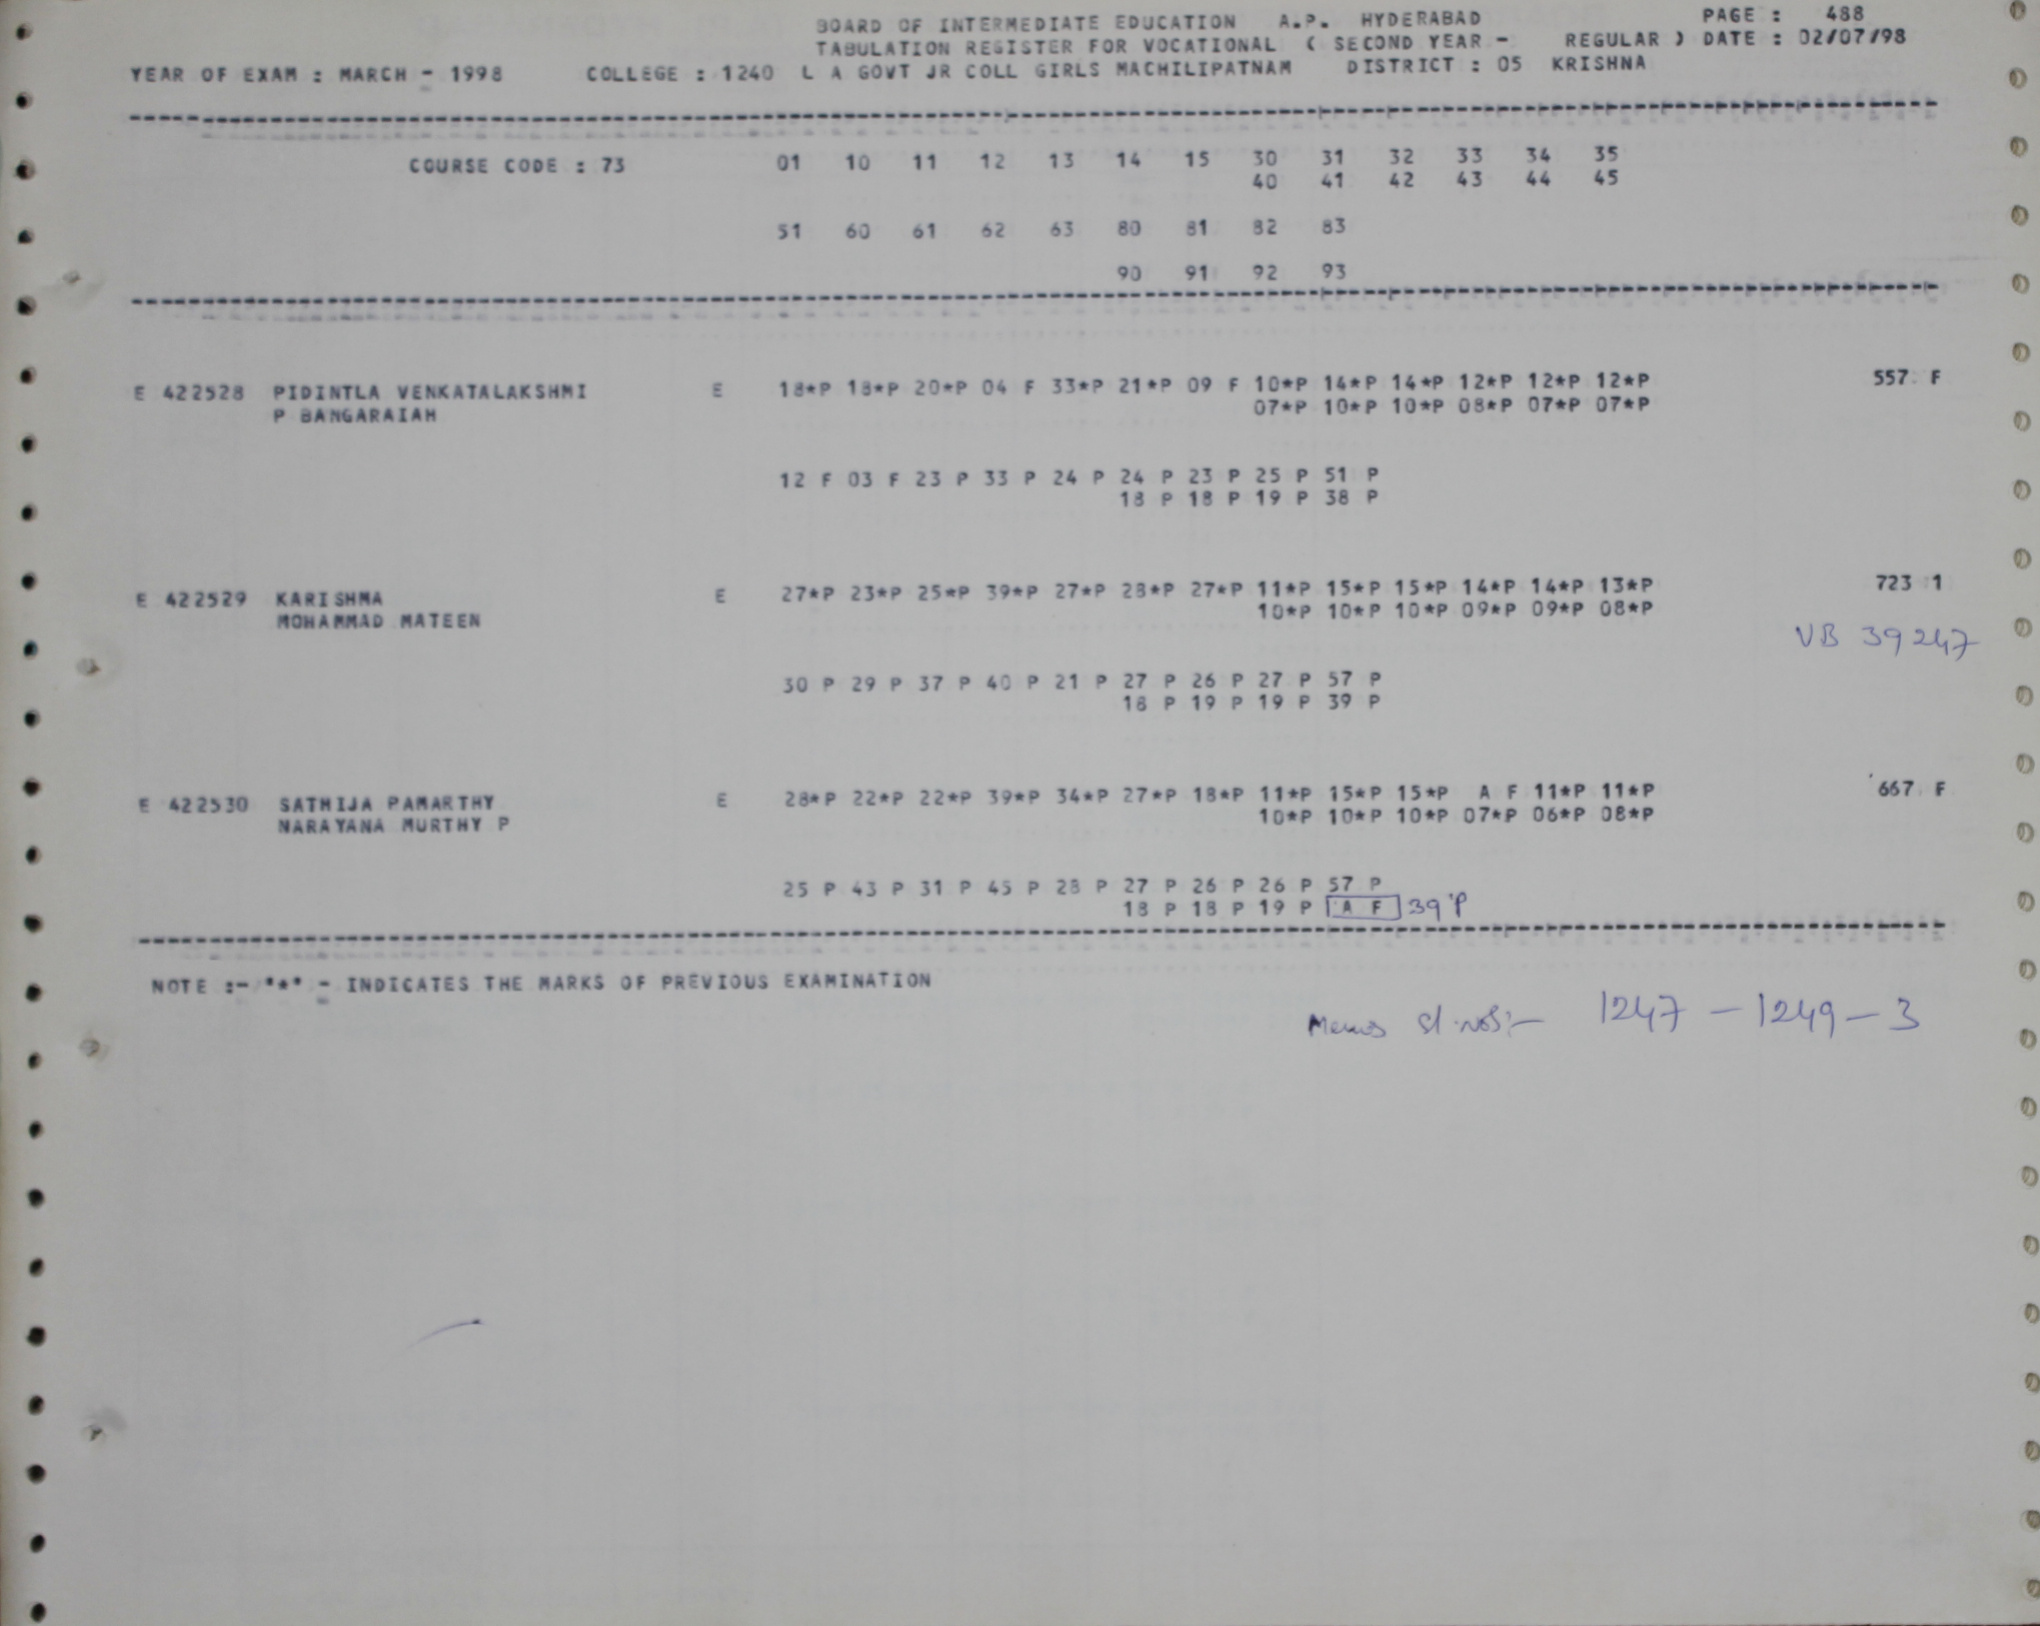 BOARD OF INTERMEDIATE EDUCATION A.P. HYDERABAD PAGE : 488
TABULATION REGISTER FOR VOCATIONAL ( SECOND YEAR - REGULAR ) DATE : 02/07/98
YEAR OF EXAM : MARCH - 1998 COLLEGE : 1240 L A GOVT JR COLL GIRLS MACHILIPATNAM DISTRICT : 05 KRISHNA
COURSE CODE : 73 01 10 11 12 13 14 15 30 31 32 33 34 35
40 41 42 43 44 45
51 60 61 62 63 80 81 82 83
90 91 92 93
E 422528 PIDINTLA VENKATALAKSHMI E 18*P 18*P 20*P 04 F 33*P 21*P 09 F 10*P 14*P 14*P 12*P 12*P 12*P 557 F
P BANGARAIAH 07*P 10*P 10*P 08*P 07*P 07*P
12 F 03 F 23 P 33 P 24 P 24 P 23 P 25 P 51 P
18 P 18 P 19 P 38 P
E 422529 KARISHMA E 27*P 23*P 25*P 39*P 27*P 28*P 27*P 11*P 15*P 15*P 14*P 14*P 13*P 723 1
MOHAMMAD MATEEN 10*P 10*P 10*P 09*P 09*P 08*P
VB 39247
30 P 29 P 37 P 40 P 21 P 27 P 26 P 27 P 57 P
18 P 19 P 19 P 39 P
E 422530 SATHIJA PAMARTHY E 28*P 22*P 22*P 39*P 34*P 27*P 18*P 11*P 15*P 15*P A F 11*P 11*P 667 F
NARAYANA MURTHY P 10*P 10*P 10*P 07*P 06*P 08*P
25 P 43 P 31 P 45 P 28 P 27 P 26 P 26 P 57 P
18 P 18 P 19 P A F 39 P
NOTE :- "*" - INDICATES THE MARKS OF PREVIOUS EXAMINATION
Memos Sl.nos:- 1247 - 1249 - 3